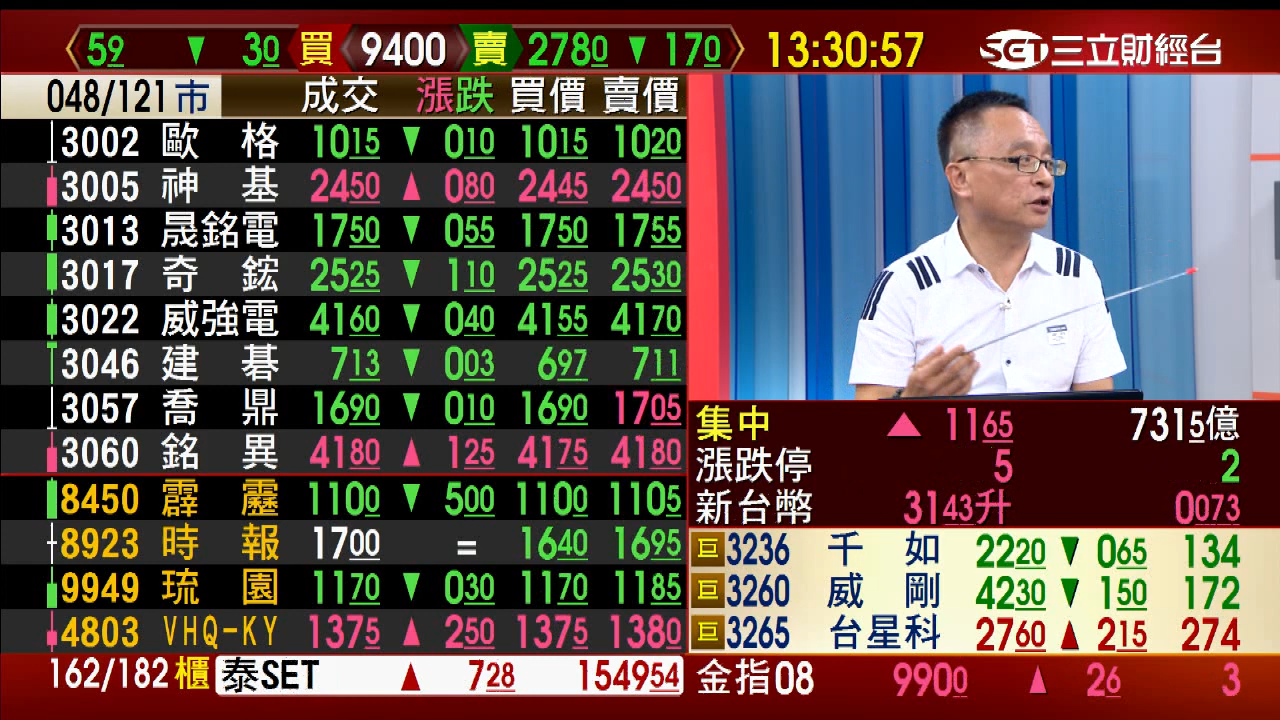 59 ▼ 30 買 9400 賣 2780 ▼ 170 13:30:57 SET三立財經台
048/121市 成交 漲跌 買價 賣價
3002 歐格 1015 ▼ 010 1015 1020
3005 神基 2450 ▲ 080 2445 2450
3013 晟銘電 1750 ▼ 055 1750 1755
3017 奇鋐 2525 ▼ 110 2525 2530
3022 威強電 4160 ▼ 040 4155 4170
3046 建碁 713 ▼ 003 697 711
3057 喬鼎 1690 ▼ 010 1690 1705
3060 銘異 4180 ▲ 125 4175 4180
8450 霹靂 1100 ▼ 500 1100 1105
8923 時報 1700 = 1640 1695
9949 琉園 1170 ▼ 030 1170 1185
4803 VHQ-KY 1375 ▲ 250 1375 1380
162/182櫃 泰SET ▲ 728 154954
集中 ▲ 1165 7315億
漲跌停 5 2
新台幣 3143升 0073
巨 3236 千如 2220 ▼ 065 134
巨 3260 威剛 4230 ▼ 150 172
巨 3265 台星科 2760 ▲ 215 274
金指08 9900 ▲ 26 3